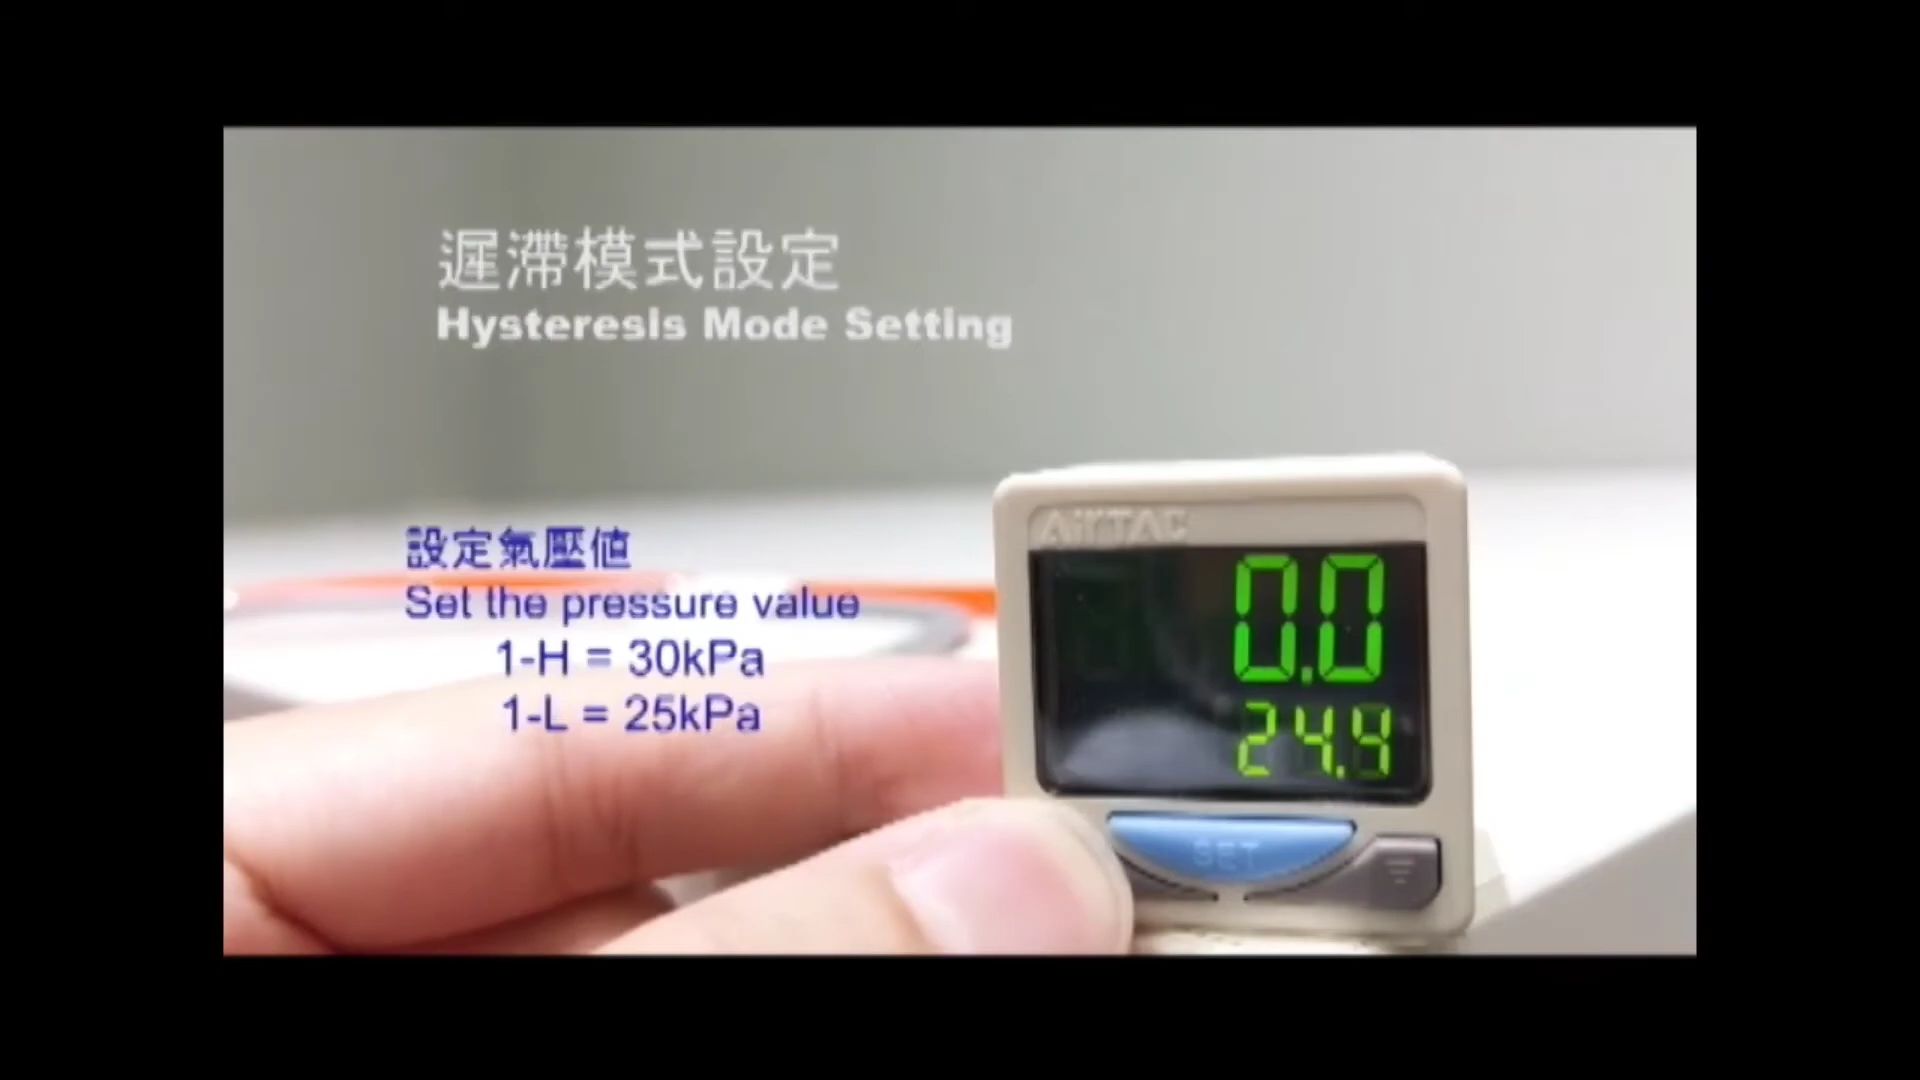 遲滯模式設定
Hysteresis Mode Setting
設定氣壓值
Set the pressure value
1-H = 30kPa
1-L = 25kPa
AirTAC
0.0
24.4
SET